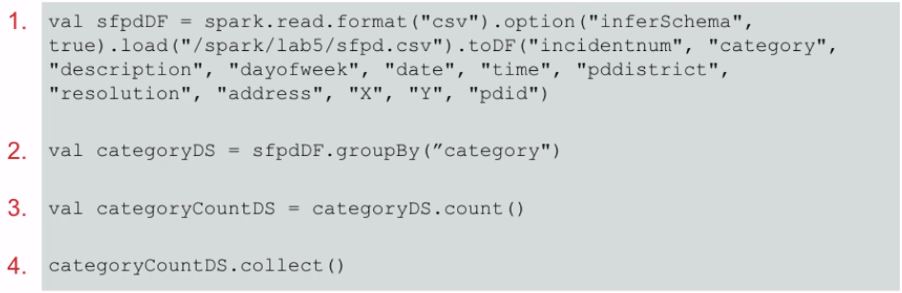 1. val sfpdDF = spark.read.format("csv").option("inferSchema",
true).load("/spark/lab5/sfpd.csv").toDF("incidentnum", "category",
"description", "dayofweek", "date", "time", "pddistrict",
"resolution", "address", "X", "Y", "pdid")
2. val categoryDS = sfpdDF.groupBy(”category")
3. val categoryCountDS = categoryDS.count()
4. categoryCountDS.collect()